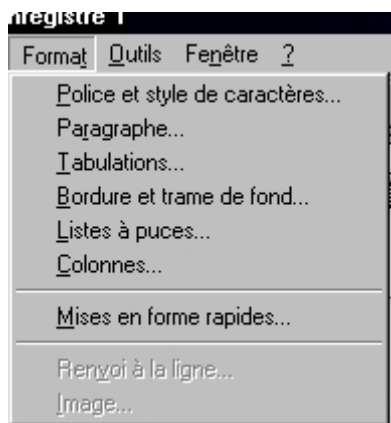 nregistré 1
Format Outils Fenêtre ?
Police et style de caractères...
Paragraphe...
Tabulations...
Bordure et trame de fond...
Listes à puces...
Colonnes...
Mises en forme rapides...
Renvoi à la ligne...
Image...